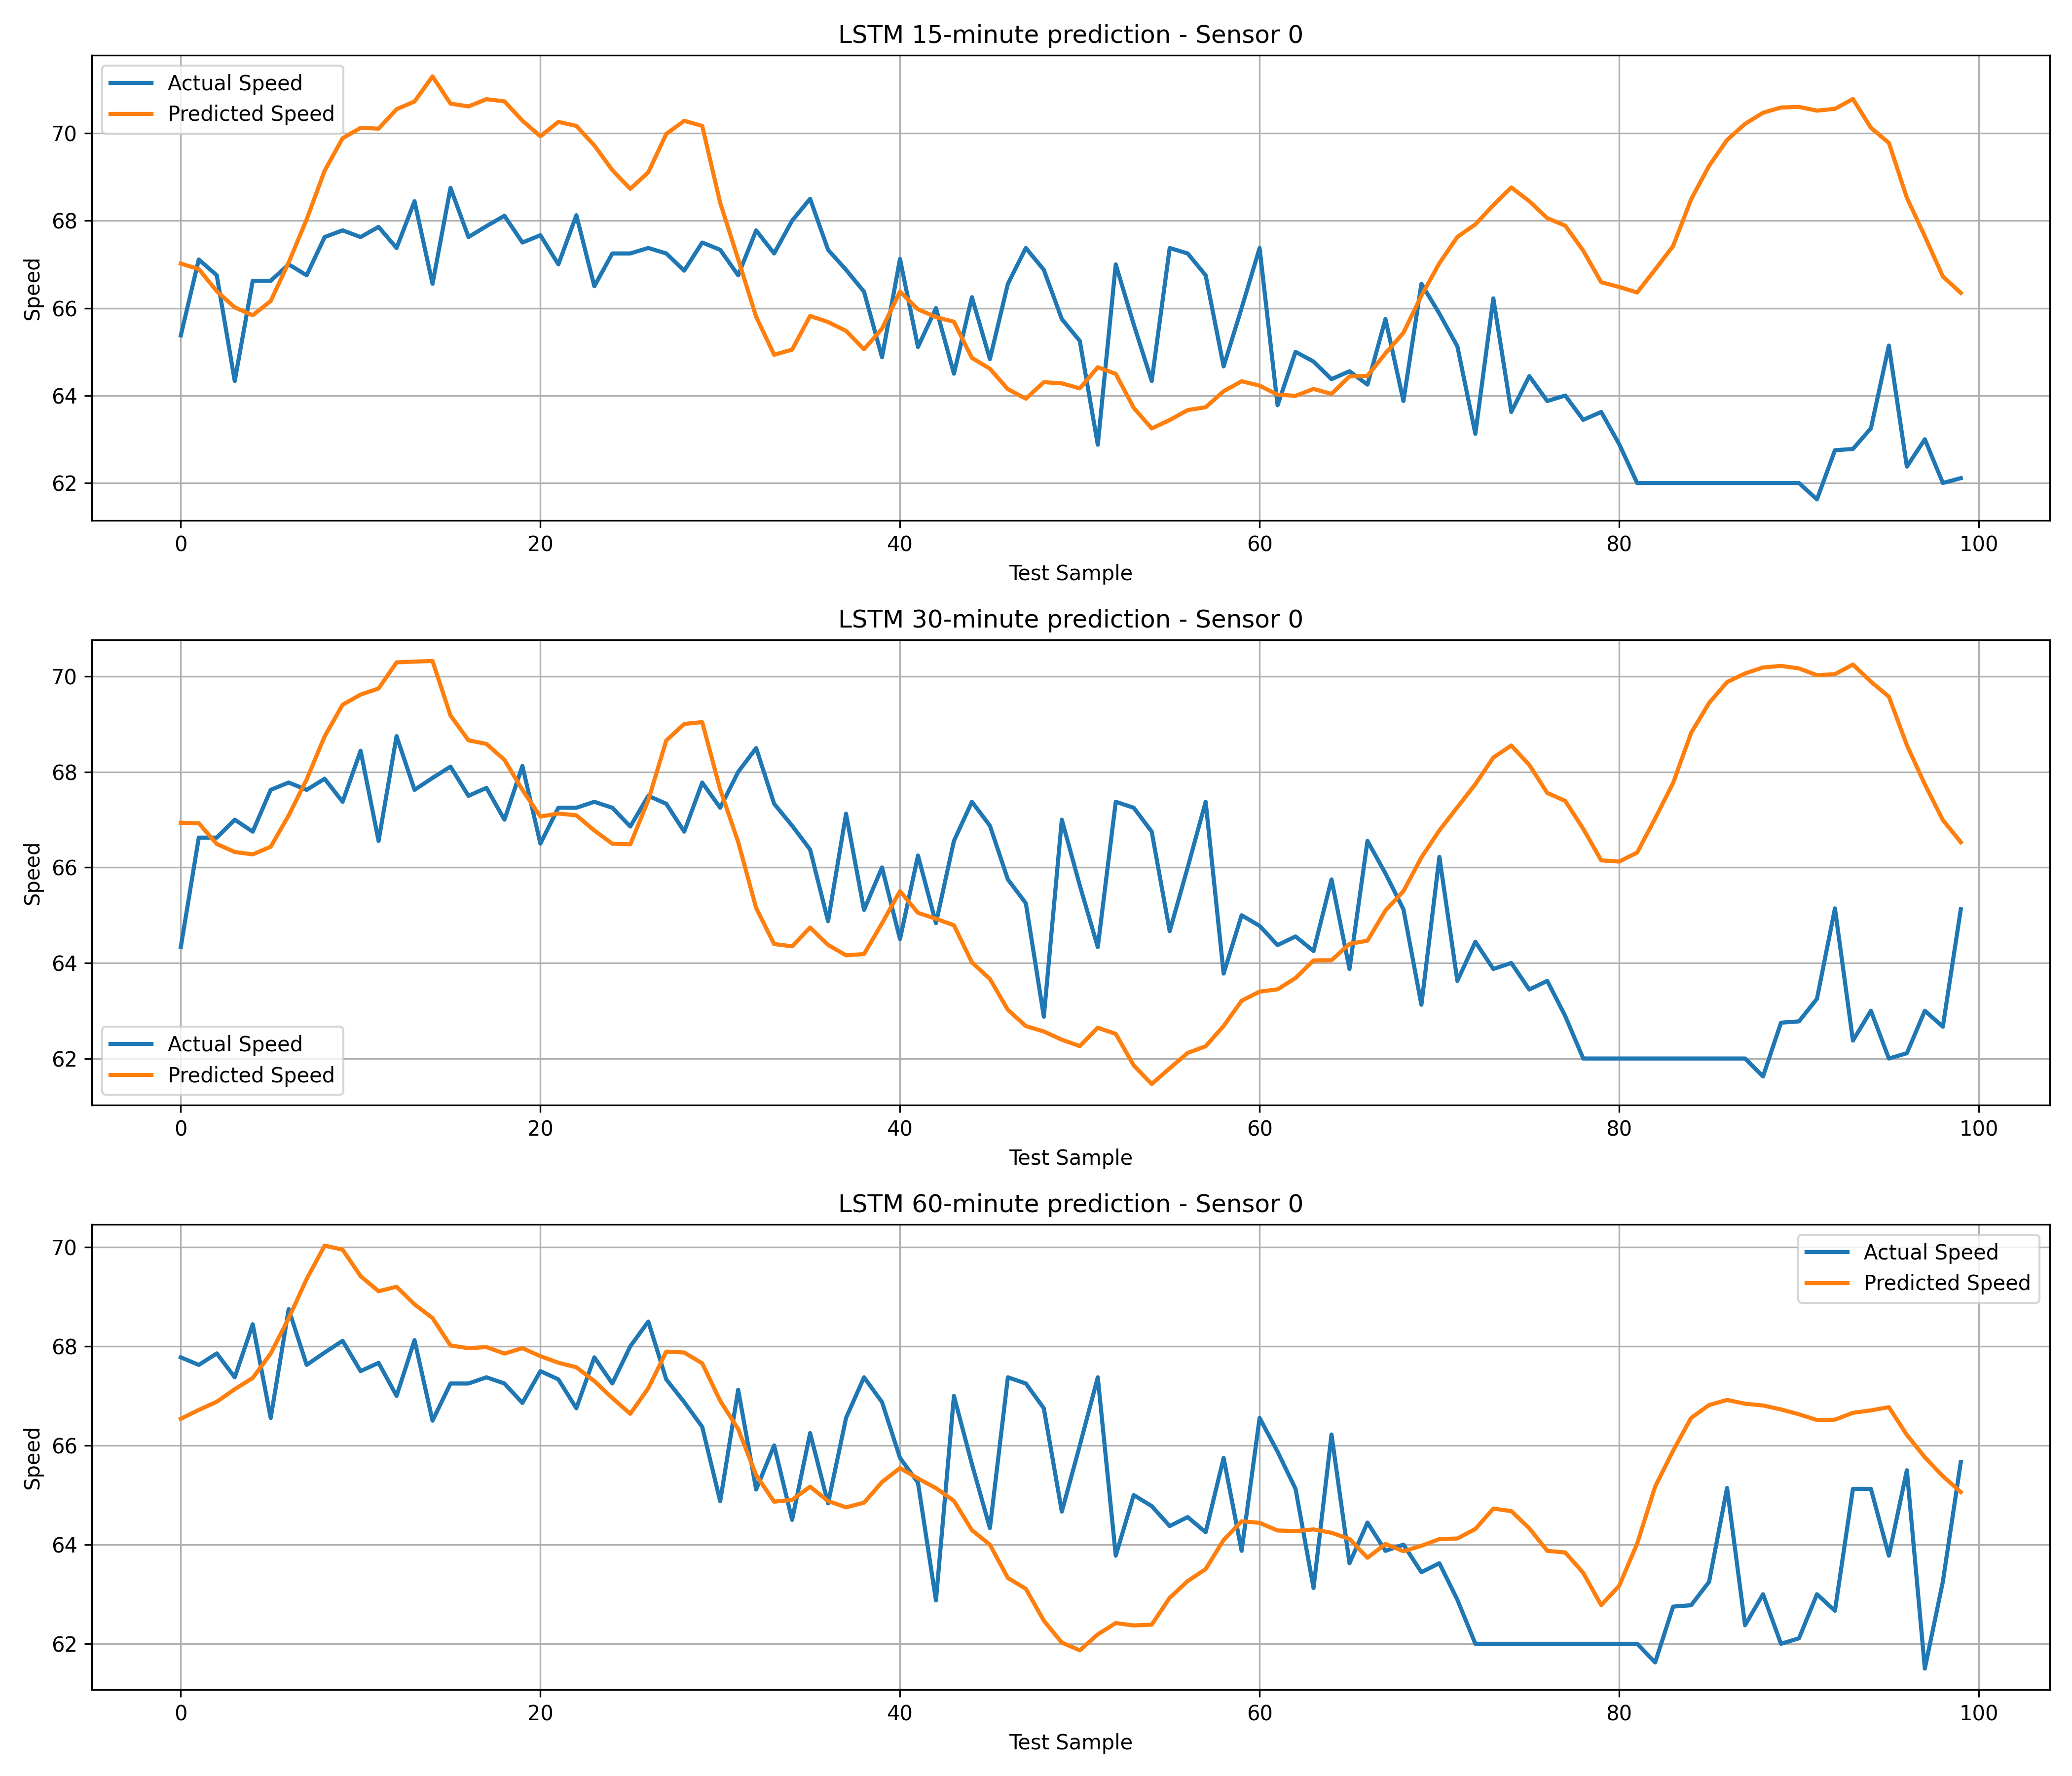 LSTM 15-minute prediction - Sensor 0
Actual Speed
Predicted Speed
Speed
70
68
66
64
62
0 20 40 60 80 100
Test Sample
LSTM 30-minute prediction - Sensor 0
Speed
70
68
66
64
62
Actual Speed
Predicted Speed
0 20 40 60 80 100
Test Sample
LSTM 60-minute prediction - Sensor 0
Actual Speed
Predicted Speed
Speed
70
68
66
64
62
0 20 40 60 80 100
Test Sample